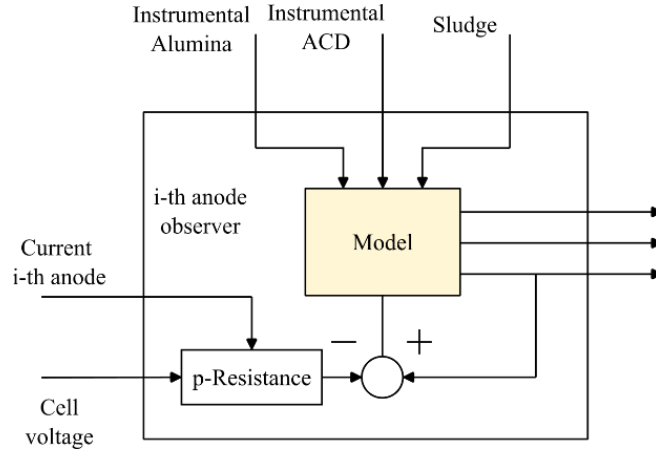 Instrumental
Alumina
Instrumental
ACD
Sludge
i-th anode
observer
Model
Current
i-th anode
− +
p-Resistance
Cell
voltage